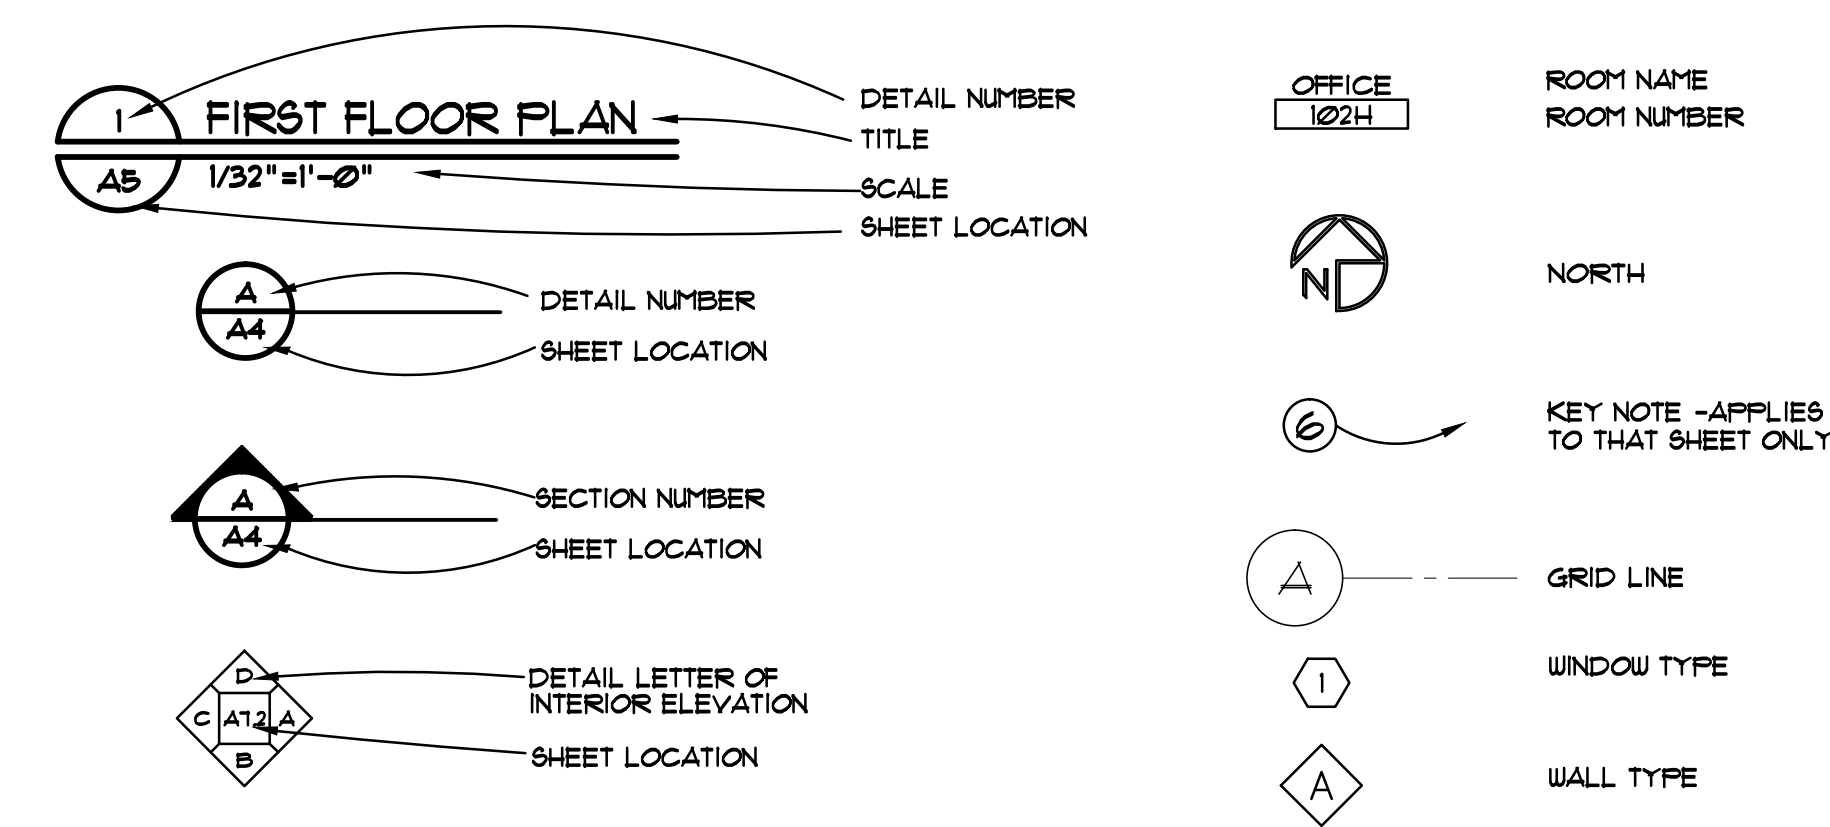 1
FIRST FLOOR PLAN
A5
1/32"=1'-Ø"
DETAIL NUMBER
TITLE
SCALE
SHEET LOCATION
A
A4
DETAIL NUMBER
SHEET LOCATION
A
A4
SECTION NUMBER
SHEET LOCATION
D
C A7.2 A
B
DETAIL LETTER OF
INTERIOR ELEVATION
SHEET LOCATION
OFFICE
1Ø2H
ROOM NAME
ROOM NUMBER
N
NORTH
6
KEY NOTE -APPLIES
TO THAT SHEET ONLY
A
GRID LINE
1
WINDOW TYPE
A
WALL TYPE